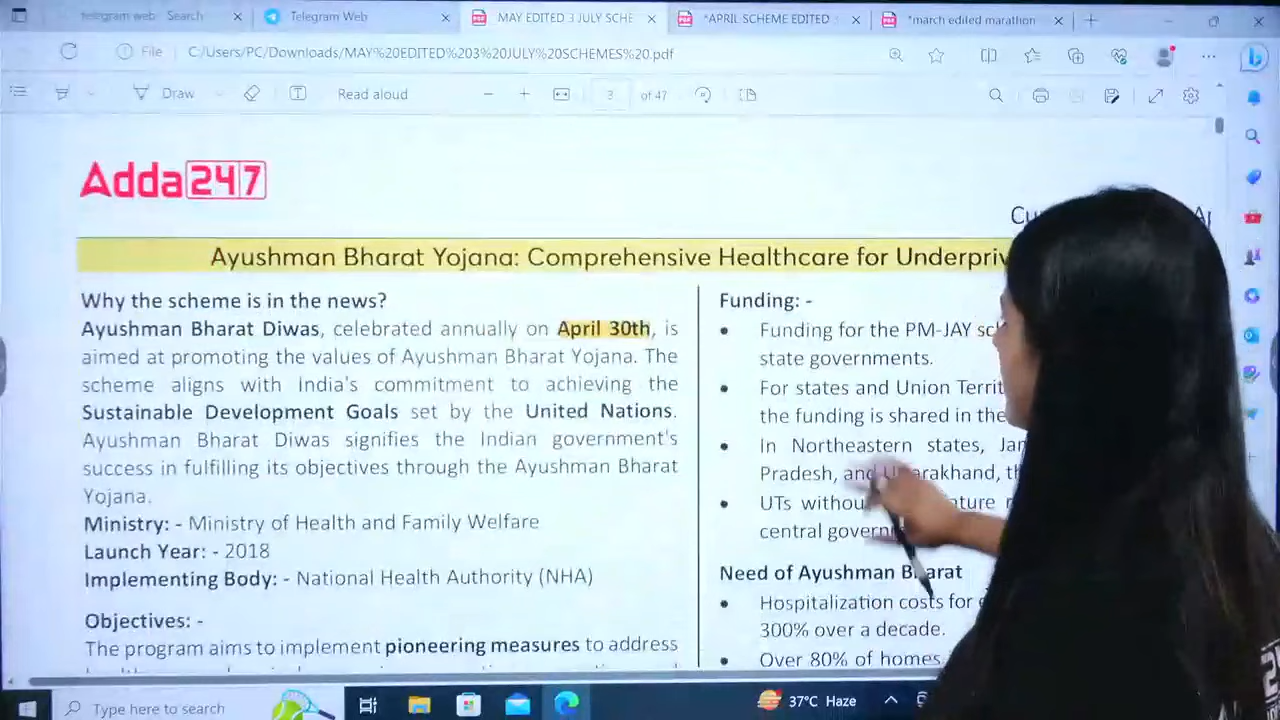 telegram web Search
Telegram Web
MAY EDITED 3 JULY SCHE
*APRIL SCHEME EDITED
*march edited marathon
File
C:/Users/PC/Downloads/MAY%20EDITED%203%20JULY%20SCHEMES%20.pdf
Draw
Read aloud
3 of 47
Adda247
Ayushman Bharat Yojana: Comprehensive Healthcare for Underpriv
Why the scheme is in the news?
Ayushman Bharat Diwas, celebrated annually on April 30th, is
aimed at promoting the values of Ayushman Bharat Yojana. The
scheme aligns with India's commitment to achieving the
Sustainable Development Goals set by the United Nations.
Ayushman Bharat Diwas signifies the Indian government's
success in fulfilling its objectives through the Ayushman Bharat
Yojana.
Ministry: - Ministry of Health and Family Welfare
Launch Year: - 2018
Implementing Body: - National Health Authority (NHA)
Objectives: -
The program aims to implement pioneering measures to address
Funding: -
• Funding for the PM-JAY sc
state governments.
• For states and Union Territ
the funding is shared in the
• In Northeastern states, Jam
Pradesh, and Uttarakhand, th
• UTs without
central govern
Need of Ayushman Bharat
• Hospitalization costs for
300% over a decade.
• Over 80% of homes
Type here to search
37°C Haze